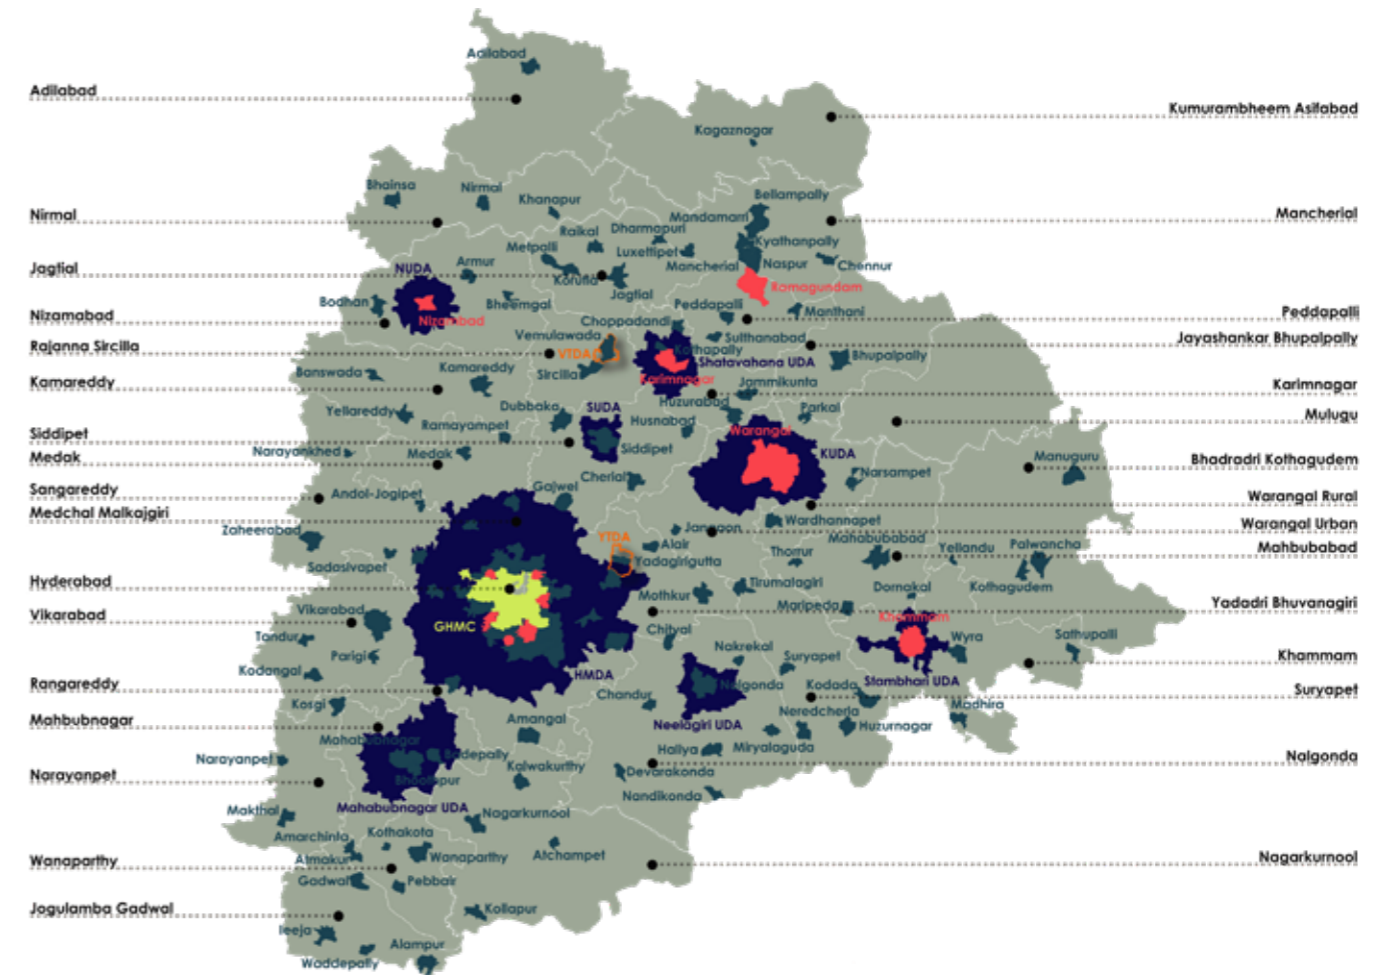 Adilabad
Adilabad
Kumurambheem Asifabad
Kagaznagar
Bhainsa
Nirmal
Khanapur
Bellampally
Nirmal
Mandamarri
Mancherial
Raikal
Dharmapuri
Metpalli
Luxettipet
Kyathanpally
Jagtial
NUDA
Armur
Korutla
Mancherial
Naspur
Chennur
Jagtial
Ramagundam
Bodhan
Bheemgal
Peddapalli
Manthani
Peddapalli
Nizamabad
Nizamabad
Choppadandi
Rajanna Sircilla
Vemulawada
VTDA
Sulthanabad
Kothapally
Jayashankar Bhupalpally
Bhupalpally
Shatavahana UDA
Banswada
Kamareddy
Sircilla
Karimnagar
Jammikunta
Karimnagar
Kamareddy
Yellareddy
Dubbaka
SUDA
Huzurabad
Parkal
Mulugu
Ramayampet
Husnabad
Warangal
Siddipet
Siddipet
Narayankhed
Medak
KUDA
Manuguru
Bhadradri Kothagudem
Medak
Cherial
Narsampet
Sangareddy
Andol-Jogipet
Gajwel
Warangal Rural
Medchal Malkajgiri
Wardhannapet
Warangal Urban
Zaheerabad
YTDA
Jangaon
Mahabubabad
Alair
Thorrur
Yellandu
Palwancha
Mahbubabad
Sadasivapet
Yadagirigutta
Hyderabad
Tirumalagiri
Dornakal
Kothagudem
Mothkur
Maripeda
Yadadri Bhuvanagiri
Vikarabad
Vikarabad
GHMC
Khammam
Tandur
Chityal
Wyra
Sathupalli
Parigi
Nakrekal
Suryapet
Khammam
Kodangal
HMDA
Stambhari UDA
Rangareddy
Nalgonda
Kodada
Suryapet
Kosgi
Chandur
Neredcherla
Madhira
Mahbubnagar
Amangal
Neelagiri UDA
Huzurnagar
Mahabubnagar
Haliya
Miryalaguda
Narayanpet
Badepally
Nalgonda
Narayanpet
Bhoothpur
Kalwakurthy
Devarakonda
Nandikonda
Makthal
Mahabubnagar UDA
Nagarkurnool
Amarchinta
Kothakota
Wanaparthy
Atmakur
Wanaparthy
Atchampet
Nagarkurnool
Gadwal
Pebbair
Jogulamba Gadwal
Kollapur
Ieeja
Alampur
Waddepally